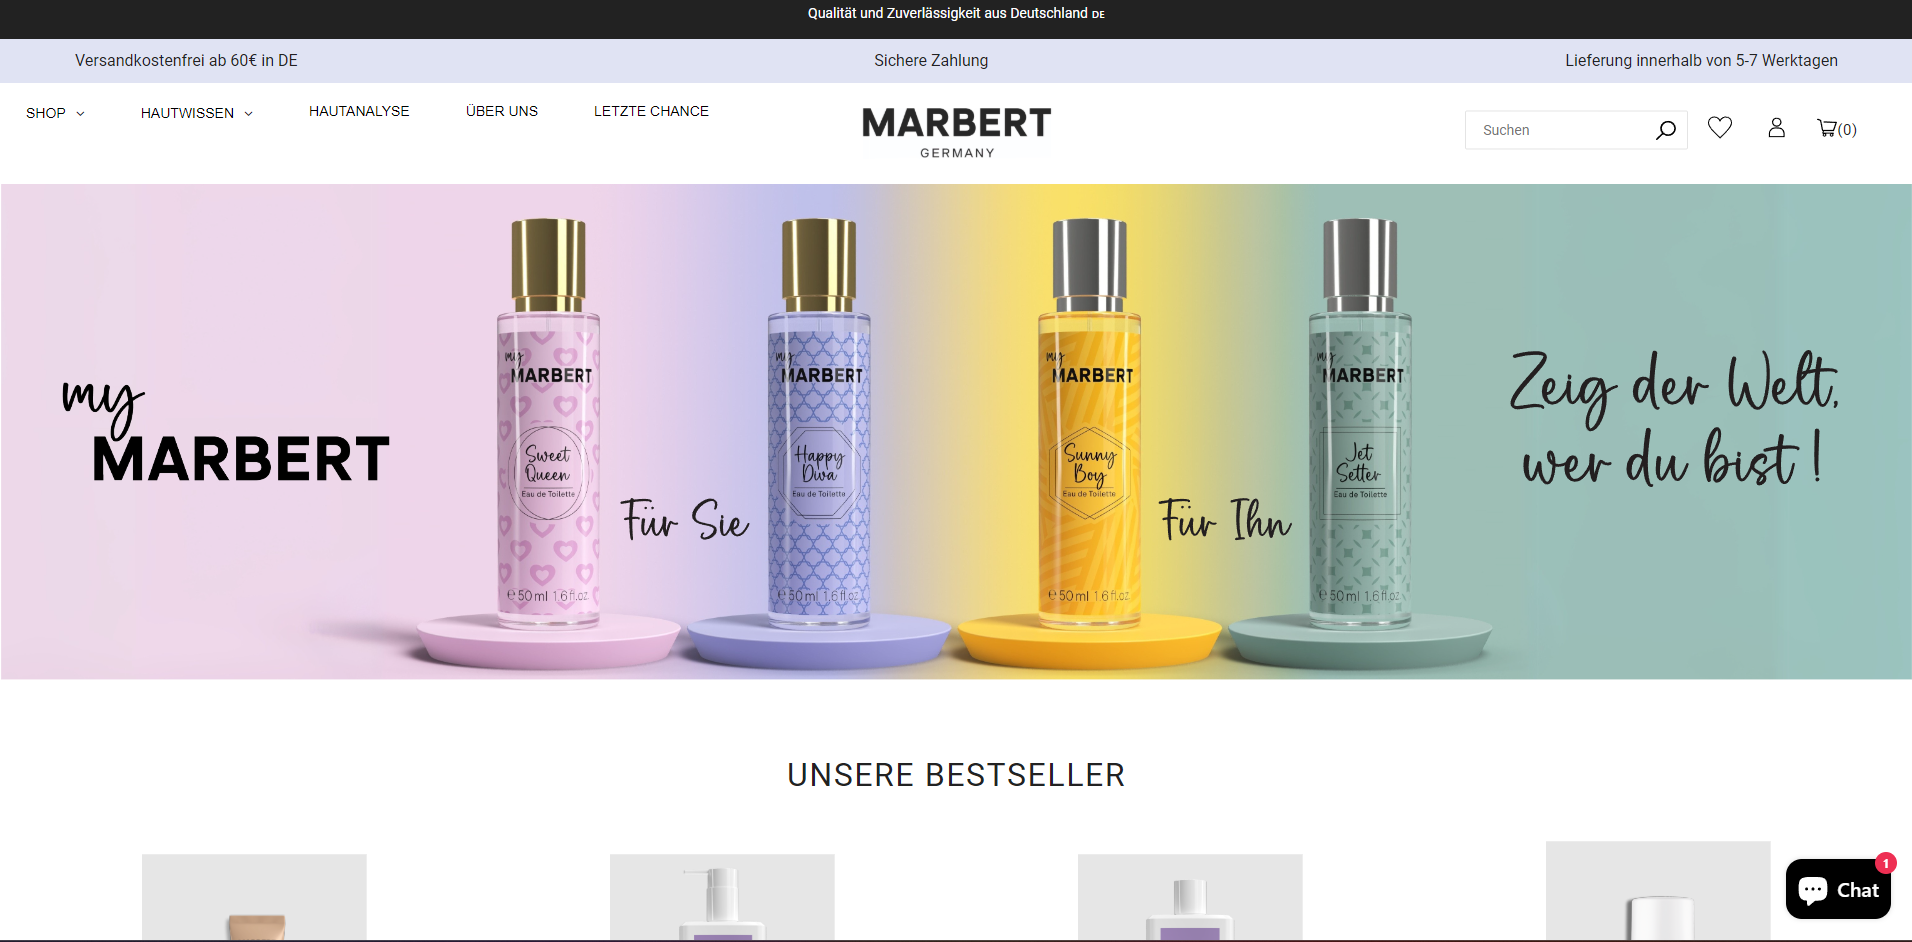 Qualität und Zuverlässigkeit aus Deutschland DE
Versandkostenfrei ab 60€ in DE
Sichere Zahlung
Lieferung innerhalb von 5-7 Werktagen
SHOP
HAUTWISSEN
HAUTANALYSE
ÜBER UNS
LETZTE CHANCE
MARBERT
GERMANY
Suchen
(0)
my
MARBERT
my
MARBERT
Sweet
Queen
Eau de Toilette
℮ 50 ml 1.6 fl.oz
Für Sie
my
MARBERT
Happy
Diva
Eau de Toilette
℮ 50 ml 1.6 fl.oz
my
MARBERT
Sunny
Boy
Eau de Toilette
℮ 50 ml 1.6 fl.oz
Für Ihn
my
MARBERT
Jet
Setter
Eau de Toilette
℮ 50 ml 1.6 fl.oz
Zeig der Welt,
wer du bist !
UNSERE BESTSELLER
1
Chat